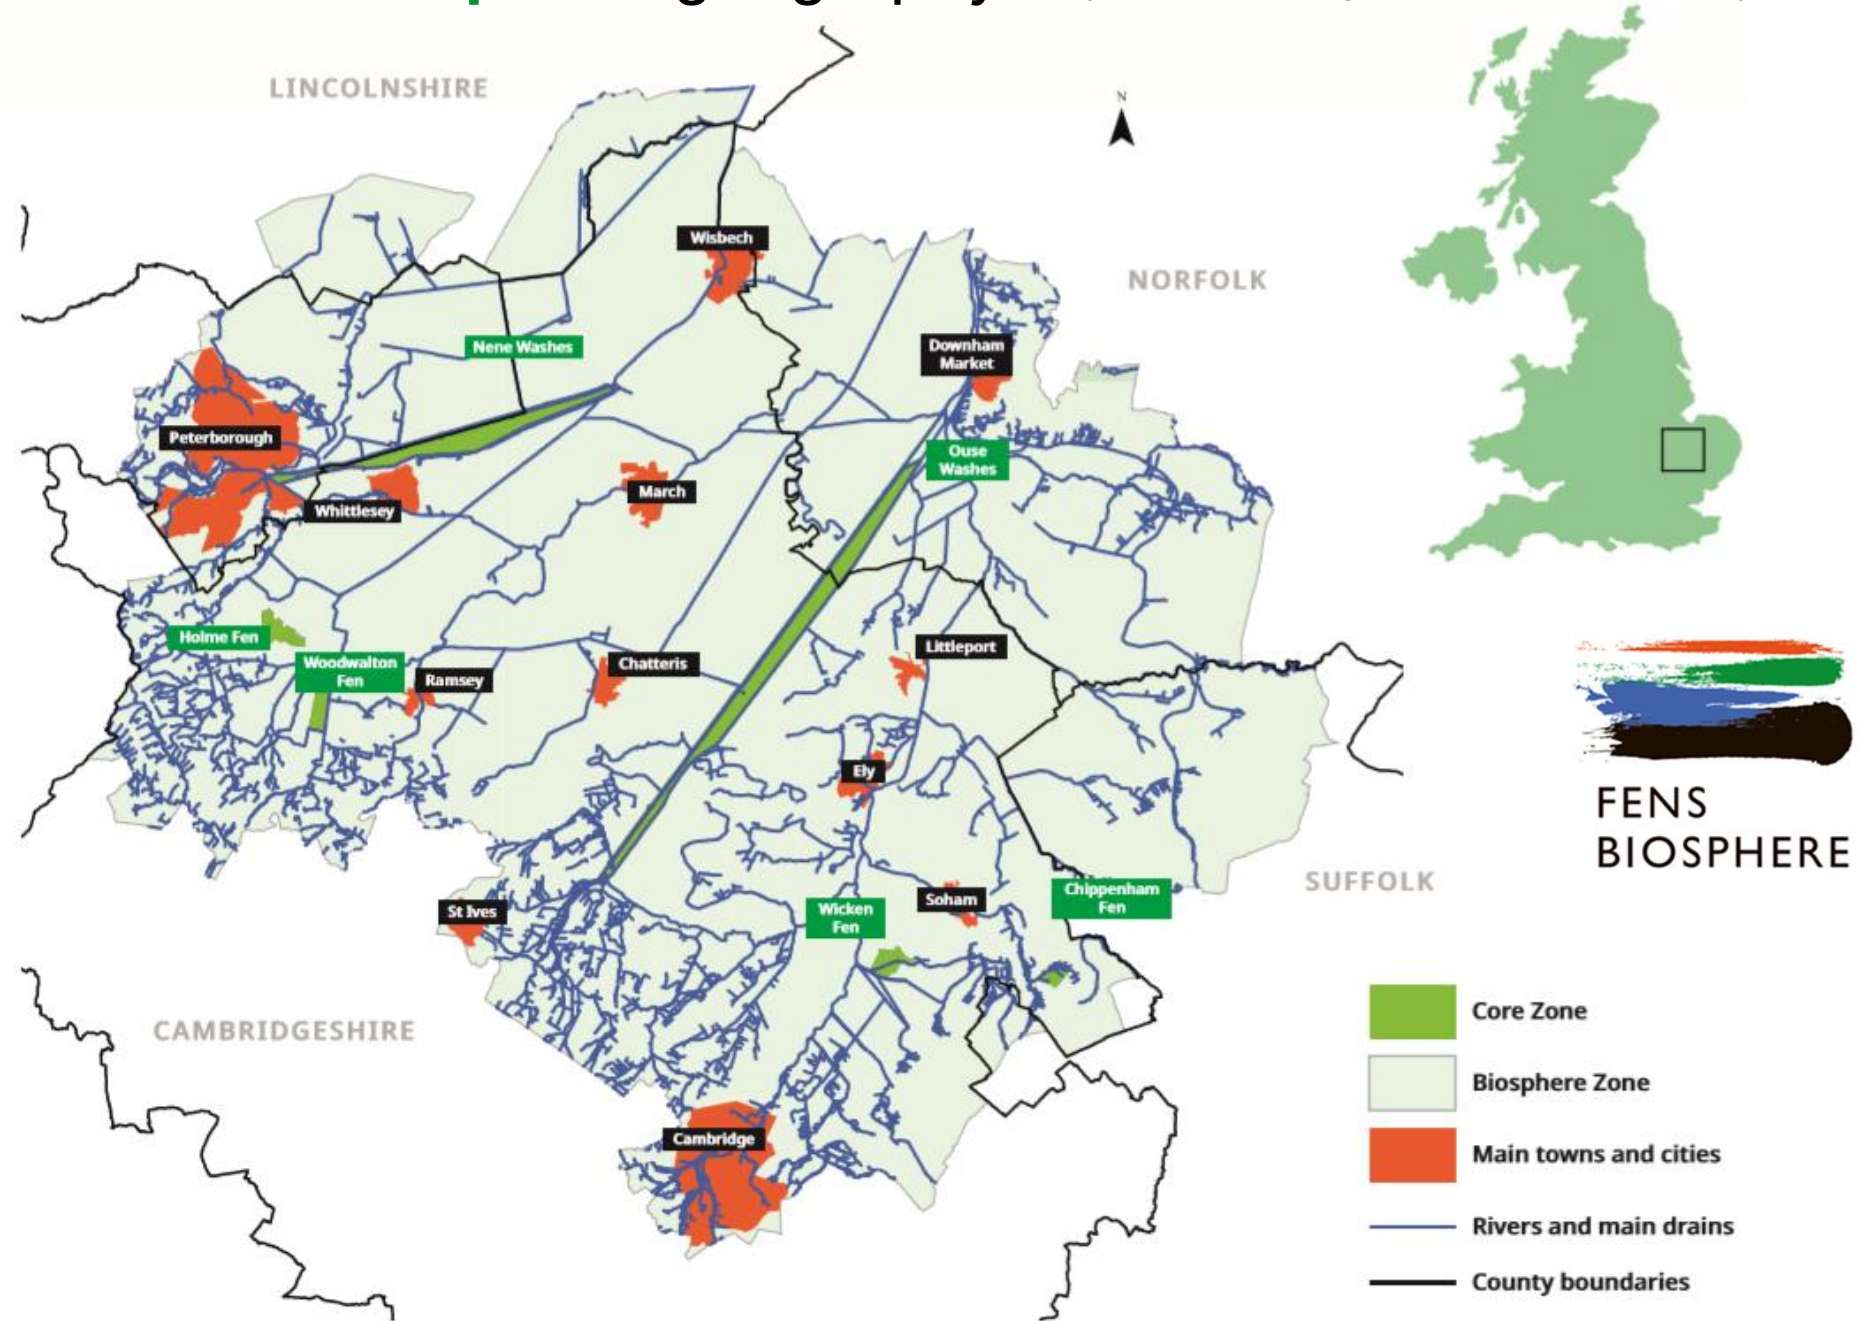 LINCOLNSHIRE
N
Wisbech
NORFOLK
Nene Washes
Downham
Market
Peterborough
Ouse
Washes
March
Whittlesey
Holme Fen
Woodwalton
Fen
Ramsey
Chatteris
Littleport
Ely
FENS
BIOSPHERE
SUFFOLK
St Ives
Wicken
Fen
Soham
Chippenham
Fen
CAMBRIDGESHIRE
Cambridge
Core Zone
Biosphere Zone
Main towns and cities
Rivers and main drains
County boundaries